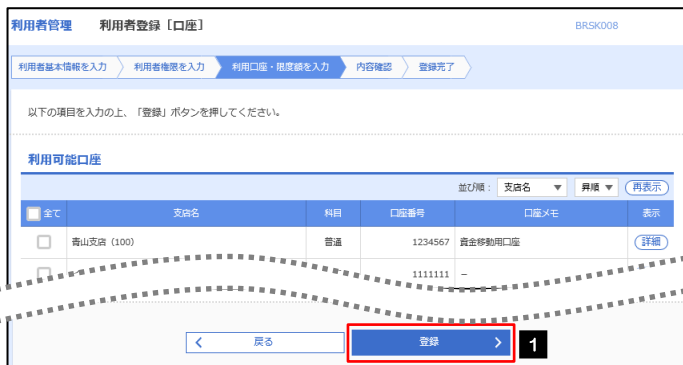 利用者管理 利用者登録［口座］ BRSK008
利用者基本情報を入力 利用者権限を入力 利用口座・限度額を入力 内容確認 登録完了
以下の項目を入力の上、「登録」ボタンを押してください。
利用可能口座
並び順： 支店名 ▼ 昇順 ▼ 再表示
全て 支店名 科目 口座番号 口座メモ 表示
青山支店（100） 普通 1234567 資金移動用口座 詳細
1111111 －
戻る 登録 1